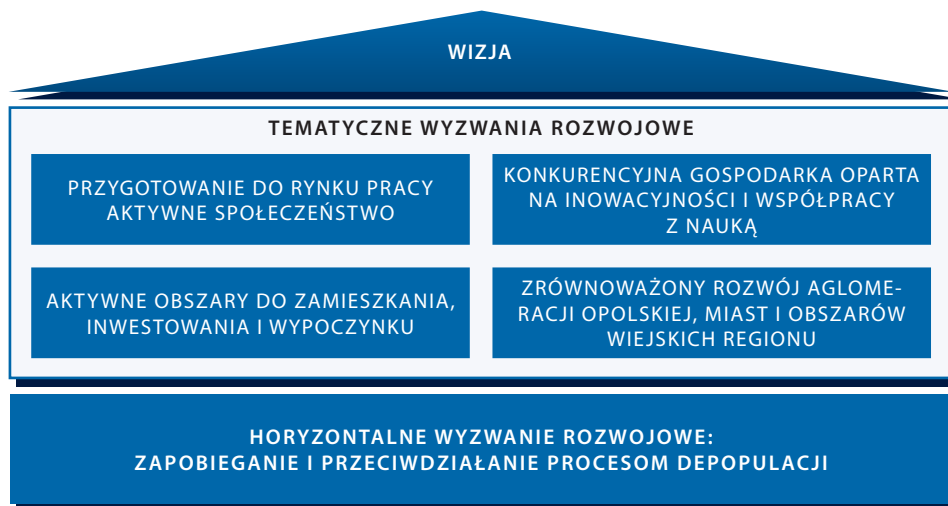 WIZJA
TEMATYCZNE WYZWANIA ROZWOJOWE
PRZYGOTOWANIE DO RYNKU PRACY
AKTYWNE SPOŁECZEŃSTWO
KONKURENCYJNA GOSPODARKA OPARTA
NA INOWACYJNOŚCI I WSPÓŁPRACY
Z NAUKĄ
AKTYWNE OBSZARY DO ZAMIESZKANIA,
INWESTOWANIA I WYPOCZYNKU
ZRÓWNOWAŻONY ROZWÓJ AGLOME-
RACJI OPOLSKIEJ, MIAST I OBSZARÓW
WIEJSKICH REGIONU
HORYZONTALNE WYZWANIE ROZWOJOWE:
ZAPOBIEGANIE I PRZECIWDZIAŁANIE PROCESOM DEPOPULACJI